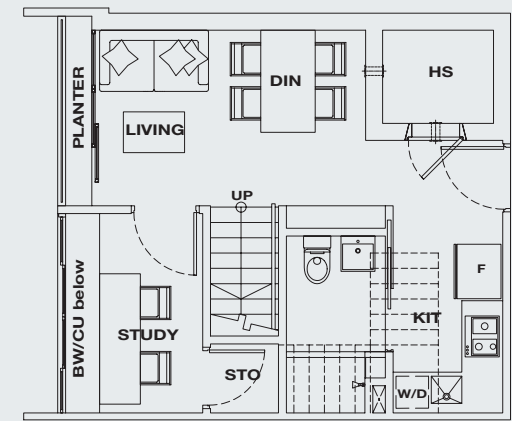 PLANTER
LIVING
DIN
HS
UP
BW/CU below
STUDY
STO
KIT
F
W/D